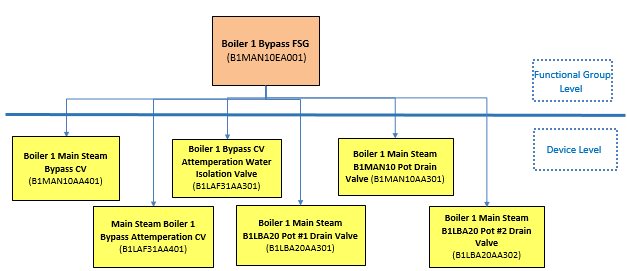 Boiler 1 Bypass FSG
(B1MAN10EA001)
Functional Group
Level
Device Level
Boiler 1 Main Steam
Bypass CV
(B1MAN10AA401)
Boiler 1 Bypass CV
Attemperation Water
Isolation Valve
(B1LAF31AA301)
Boiler 1 Main Steam
B1MAN10 Pot Drain
Valve (B1MAN10AA301)
Main Steam Boiler 1
Bypass Attemperation CV
(B1LAF31AA401)
Boiler 1 Main Steam
B1LBA20 Pot #1 Drain Valve
(B1LBA20AA301)
Boiler 1 Main Steam
B1LBA20 Pot #2 Drain
Valve
(B1LBA20AA302)